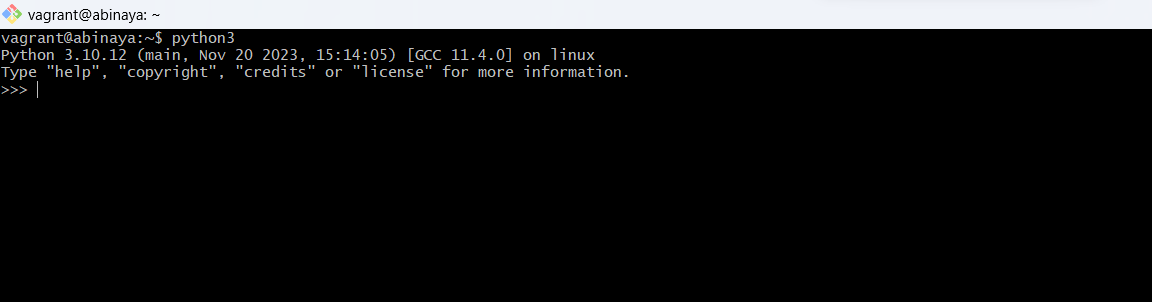 vagrant@abinaya: ~
vagrant@abinaya:~$ python3
Python 3.10.12 (main, Nov 20 2023, 15:14:05) [GCC 11.4.0] on linux
Type "help", "copyright", "credits" or "license" for more information.
>>>